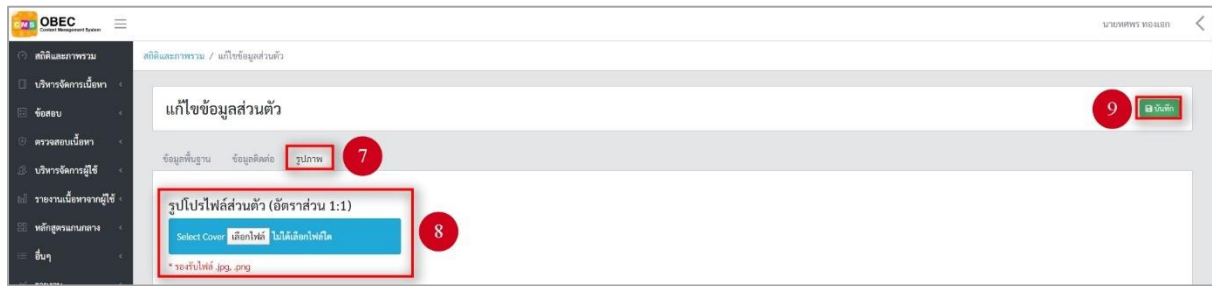 CMS OBEC
Content Management System
นายทศพร ทองเอก
สถิติและภาพรวม
สถิติและภาพรวม / แก้ไขข้อมูลส่วนตัว
บริหารจัดการเนื้อหา
แก้ไขข้อมูลส่วนตัว
9
บันทึก
ข้อสอบ
ตรวจสอบเนื้อหา
ข้อมูลพื้นฐาน ข้อมูลติดต่อ รูปภาพ
7
บริหารจัดการผู้ใช้
รายงานเนื้อหาจากผู้ใช้
รูปโปรไฟล์ส่วนตัว (อัตราส่วน 1:1)
หลักสูตรแกนกลาง
Select Cover เลือกไฟล์ ไม่ได้เลือกไฟล์ใด
8
อื่นๆ
* รองรับไฟล์ .jpg, .png